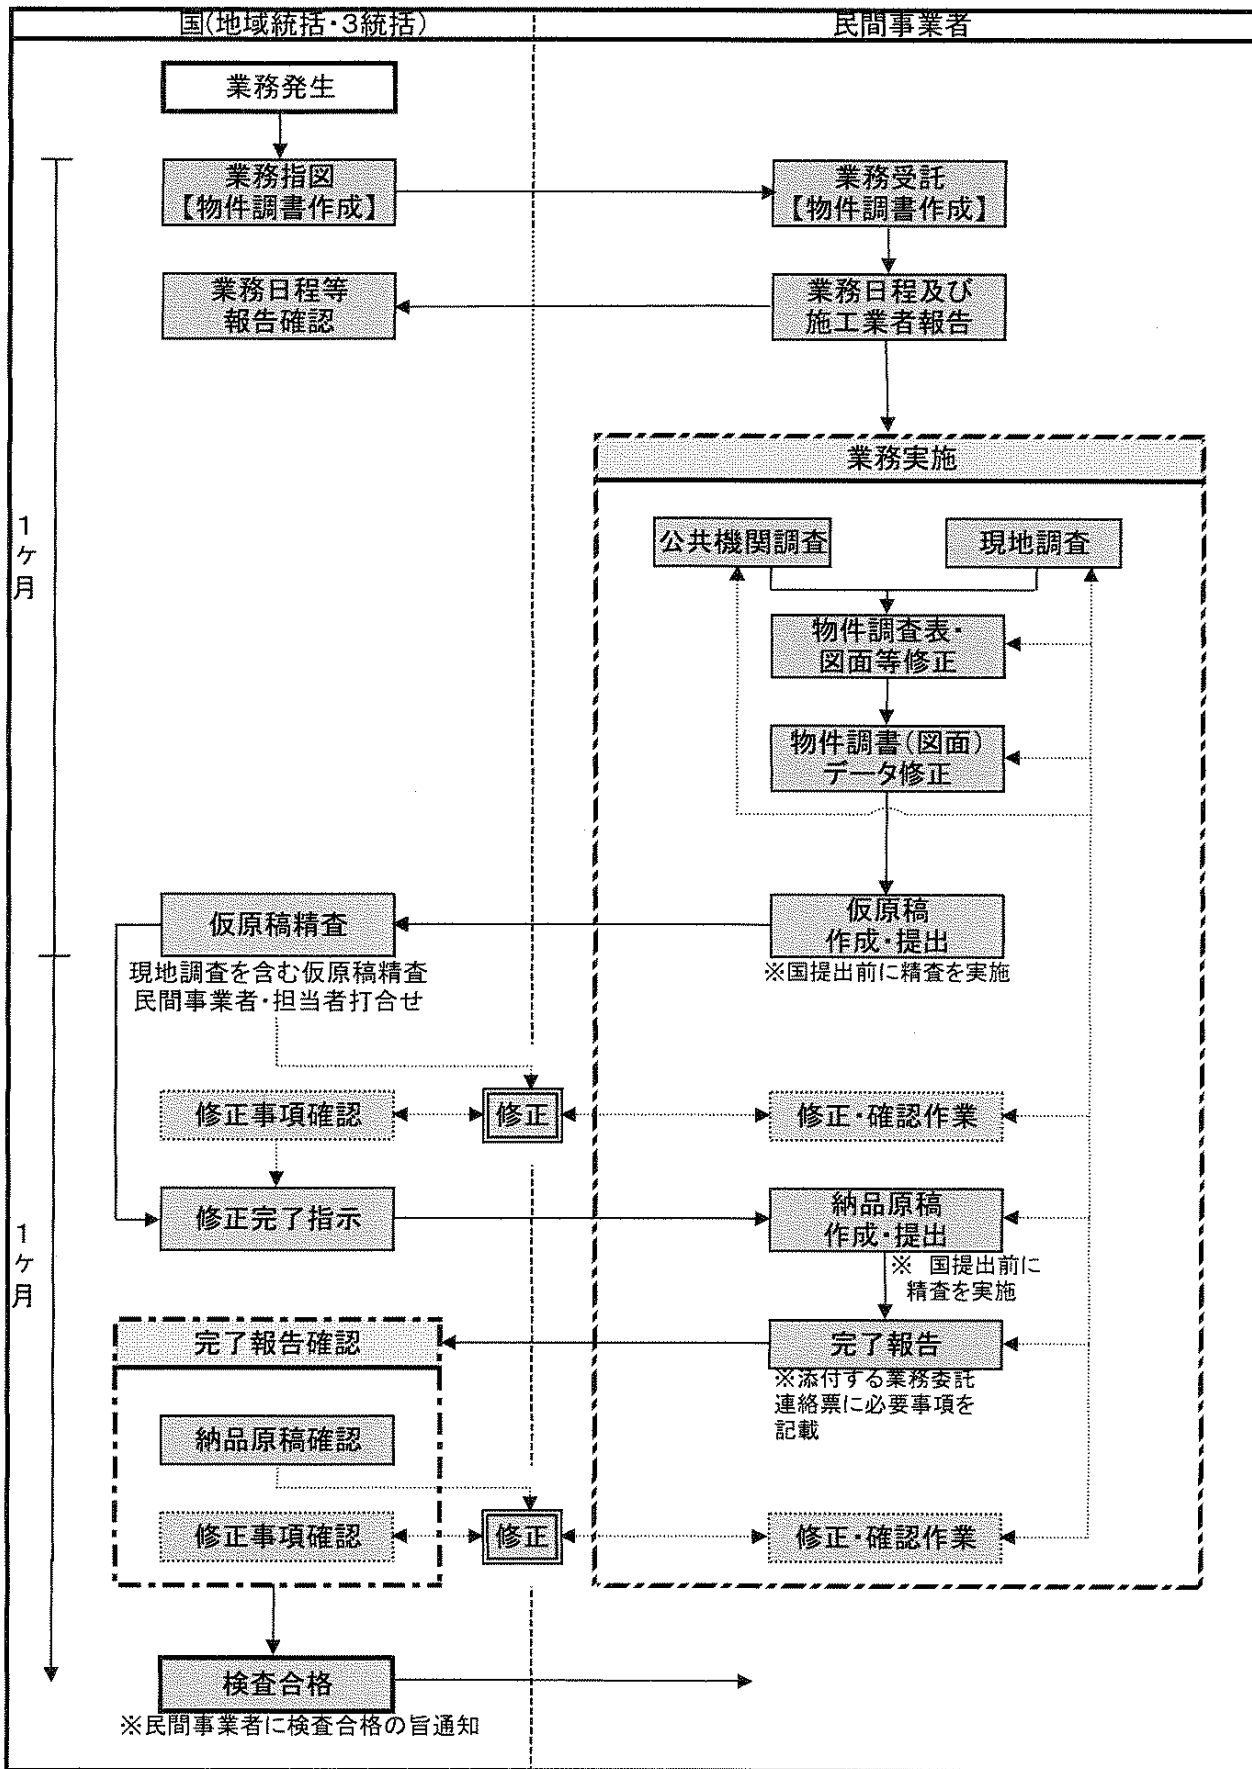 国(地域統括・3統括)
民間事業者
業務発生
業務指図
【物件調書作成】
業務受託
【物件調書作成】
業務日程等
報告確認
業務日程及び
施工業者報告
業務実施
公共機関調査
現地調査
1
ヶ
月
物件調査表・
図面等修正
物件調書(図面)
データ修正
仮原稿精査
仮原稿
作成・提出
現地調査を含む仮原稿精査
民間事業者・担当者打合せ
※国提出前に精査を実施
修正事項確認
修正
修正・確認作業
修正完了指示
納品原稿
作成・提出
1
ヶ
月
※ 国提出前に
精査を実施
完了報告確認
完了報告
※添付する業務委託
連絡票に必要事項を
記載
納品原稿確認
修正事項確認
修正
修正・確認作業
検査合格
※民間事業者に検査合格の旨通知